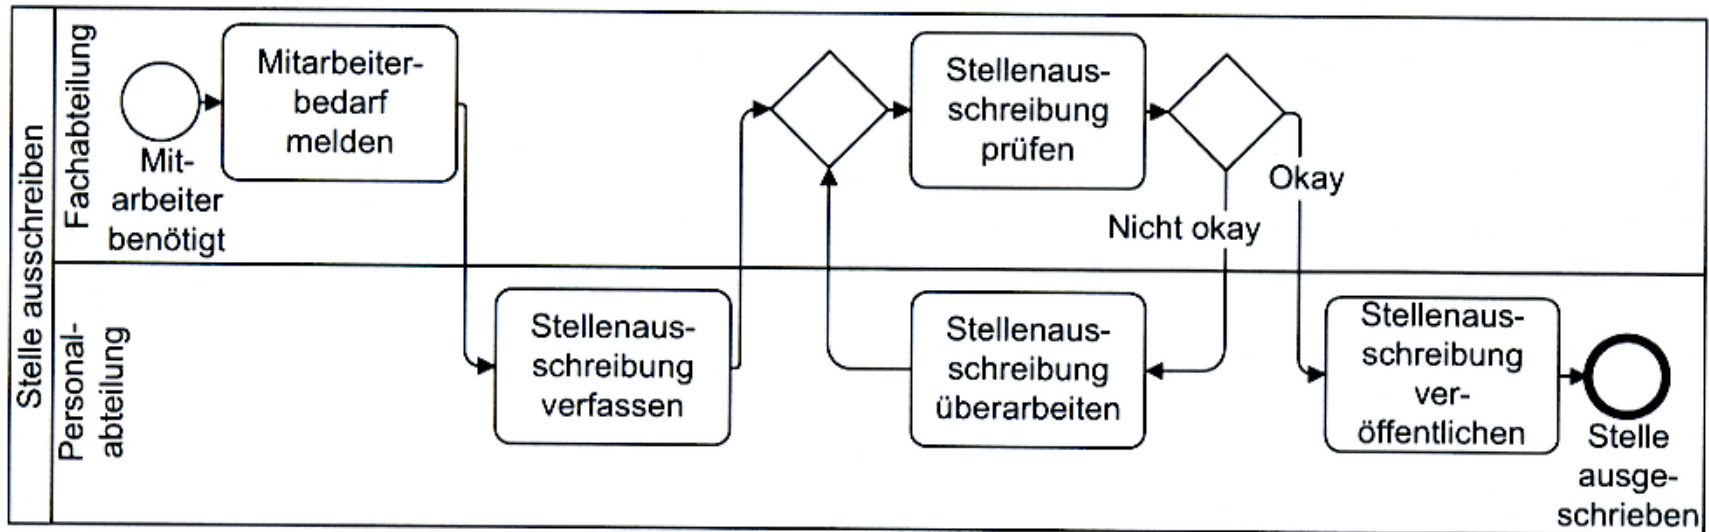 Stelle ausschreiben
Fachabteilung
Mit-
arbeiter
benötigt
Mitarbeiter-
bedarf
melden
Stellenaus-
schreibung
prüfen
Okay
Nicht okay
Personal-
abteilung
Stellenaus-
schreibung
verfassen
Stellenaus-
schreibung
überarbeiten
Stellenaus-
schreibung
ver-
öffentlichen
Stelle
ausge-
schrieben